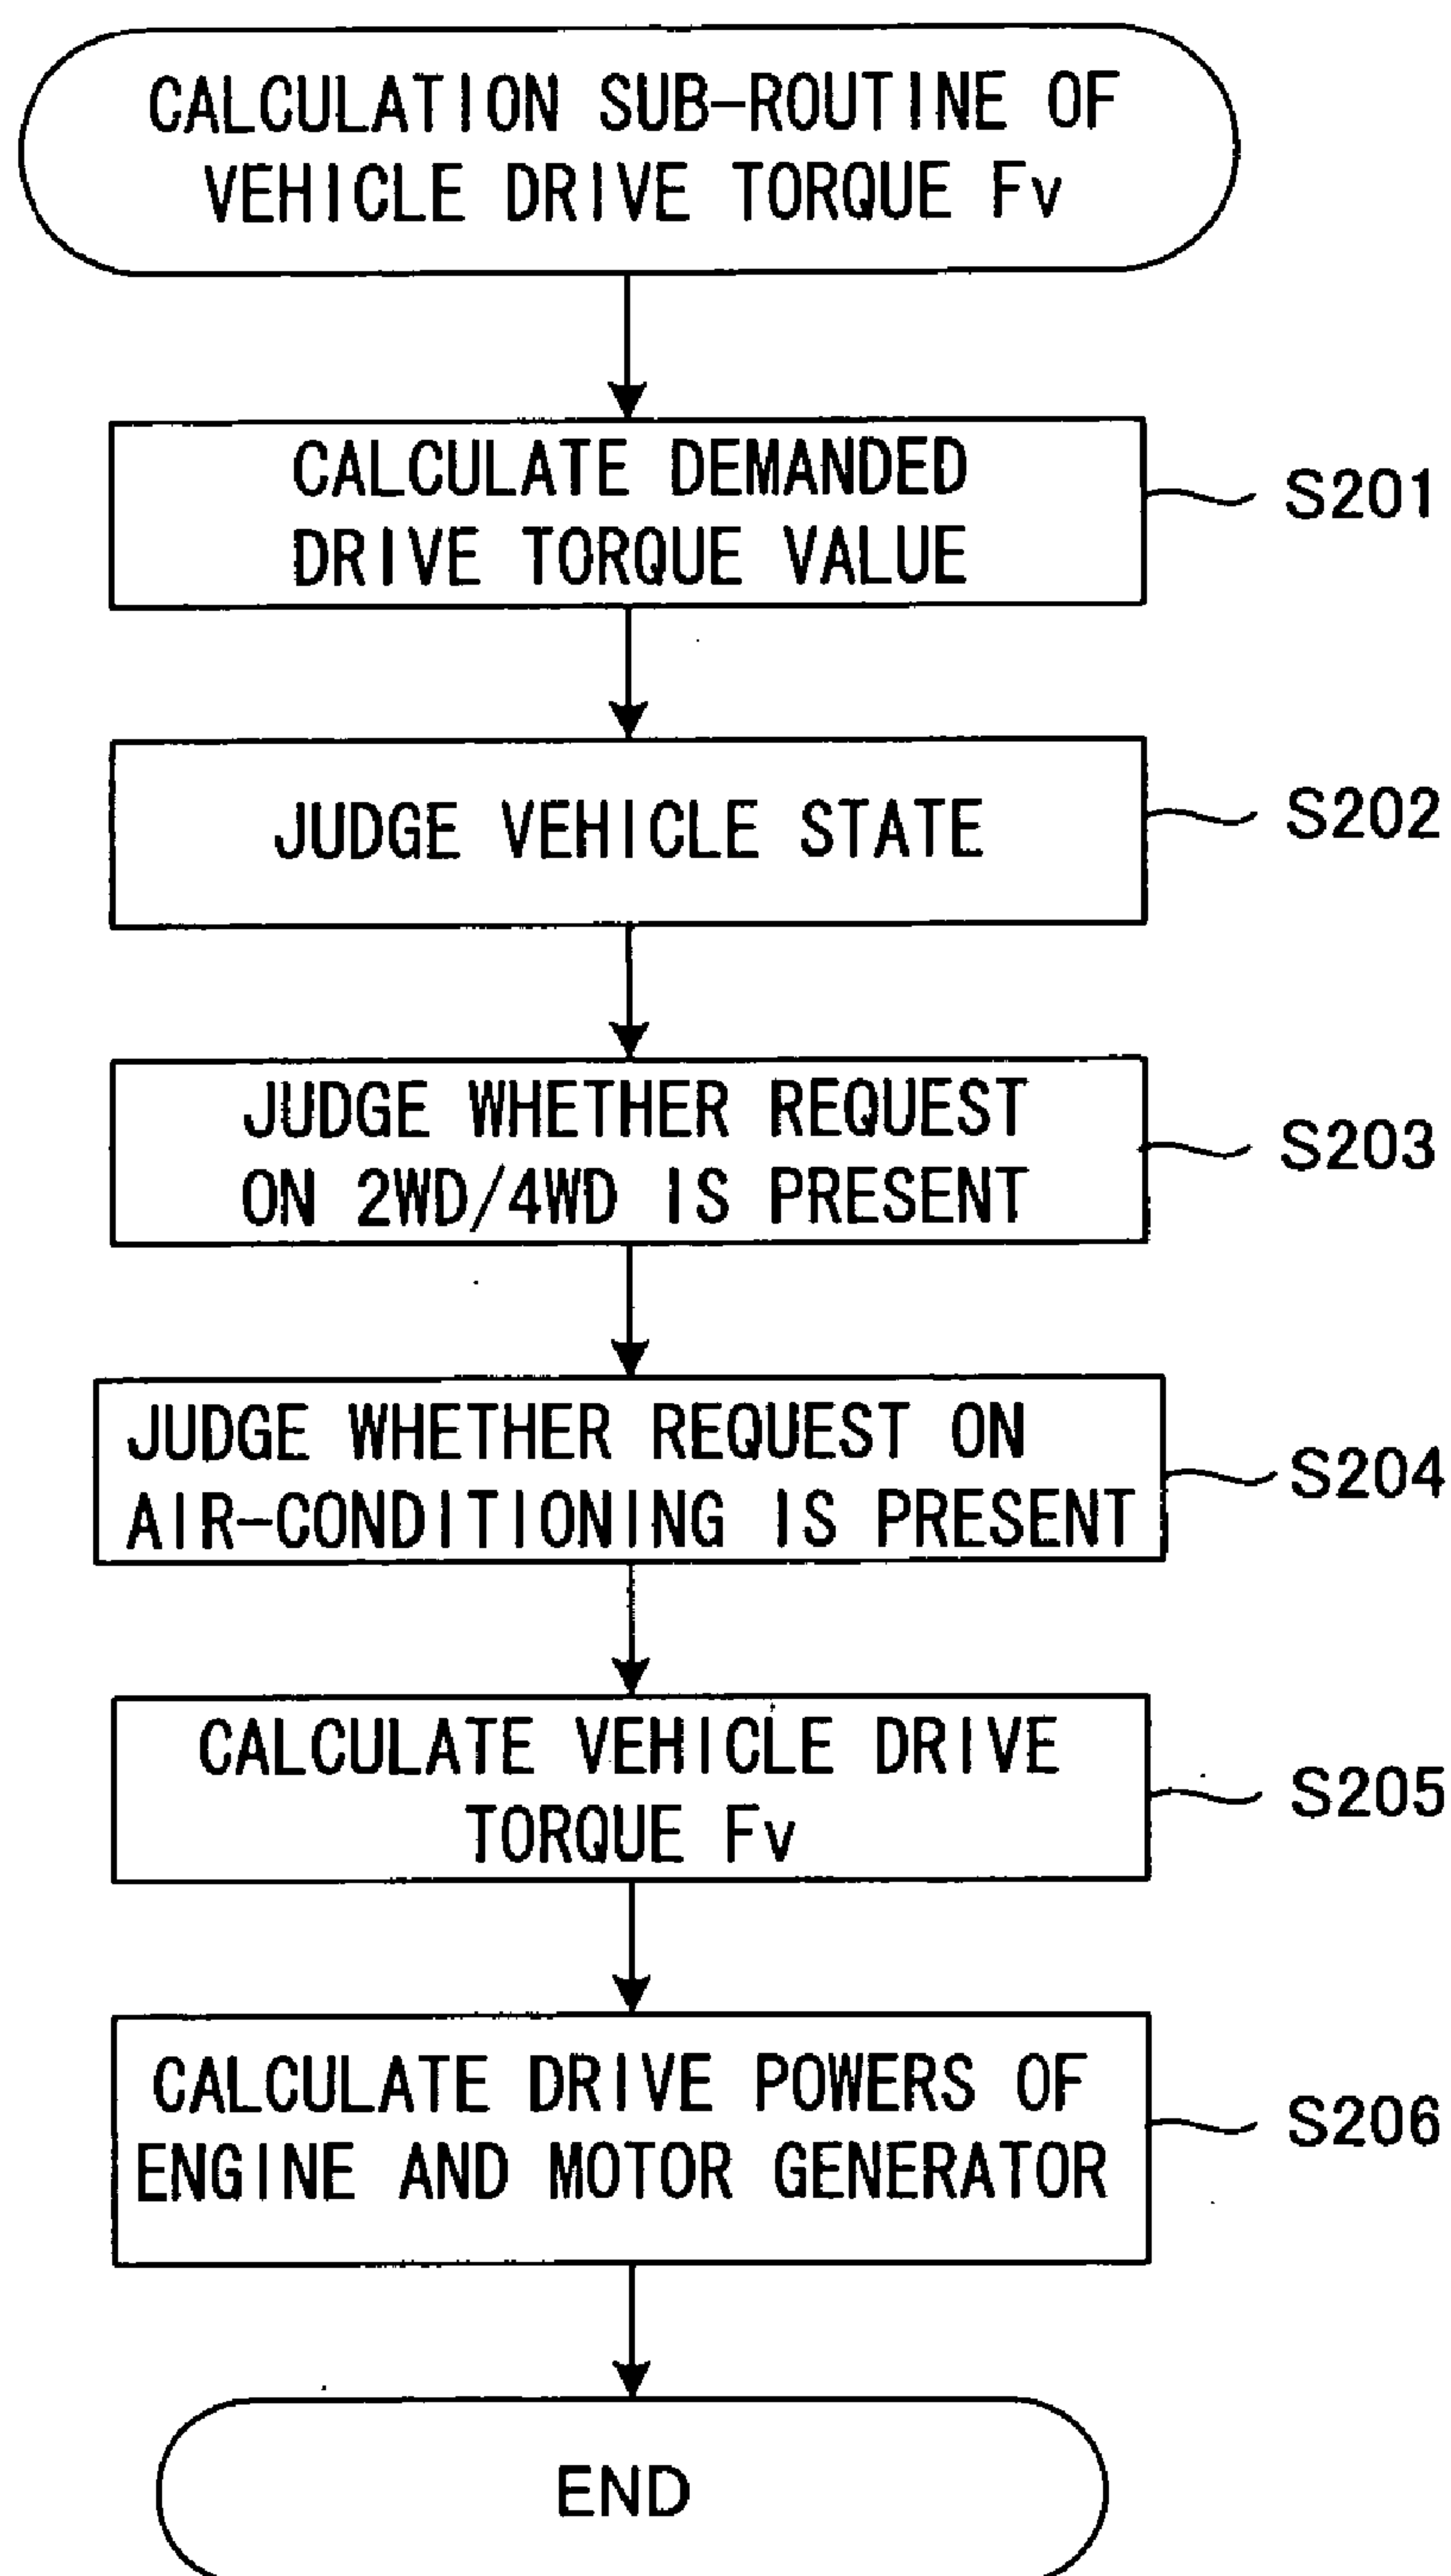 CALCULATION SUB-ROUTINE OF
VEHICLE DRIVE TORQUE Fv
CALCULATE DEMANDED
DRIVE TORQUE VALUE
S201
JUDGE VEHICLE STATE
S202
JUDGE WHETHER REQUEST
ON 2WD/4WD IS PRESENT
S203
JUDGE WHETHER REQUEST ON
AIR-CONDITIONING IS PRESENT
S204
CALCULATE VEHICLE DRIVE
TORQUE Fv
S205
CALCULATE DRIVE POWERS OF
ENGINE AND MOTOR GENERATOR
S206
END